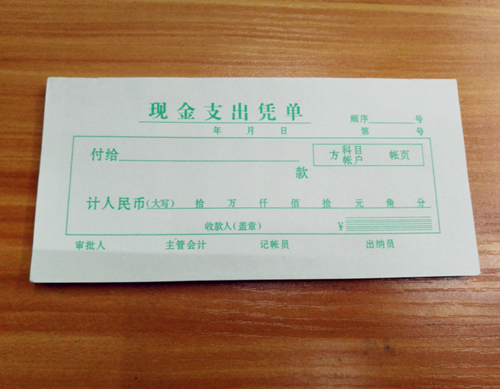 现金支出凭单
顺序 号
年 月 日 第 号
付给 款
方 科目 帐户 帐页
计人民币(大写) 拾 万 仟 佰 拾 元 角 分
收款人(盖章) ¥
审批人 主管会计 记帐员 出纳员